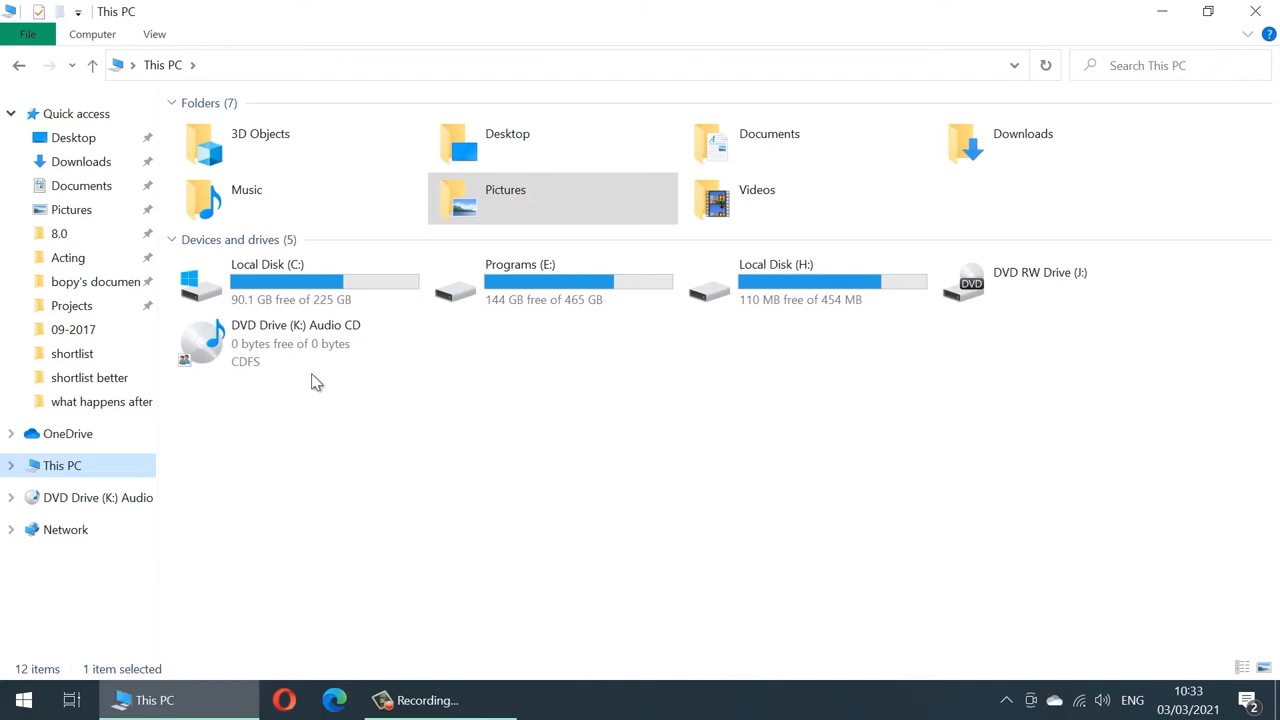 This PC
File Computer View
This PC
Search This PC
Quick access
Desktop
Downloads
Documents
Pictures
8.0
Acting
bopy's documen
Projects
09-2017
shortlist
shortlist better
what happens after
OneDrive
This PC
DVD Drive (K:) Audio
Network
Folders (7)
3D Objects
Desktop
Documents
Downloads
Music
Pictures
Videos
Devices and drives (5)
Local Disk (C:)
90.1 GB free of 225 GB
Programs (E:)
144 GB free of 465 GB
Local Disk (H:)
110 MB free of 454 MB
DVD RW Drive (J:)
DVD
DVD Drive (K:) Audio CD
0 bytes free of 0 bytes
CDFS
12 items 1 item selected
This PC
Recording...
ENG
10:33
03/03/2021
2